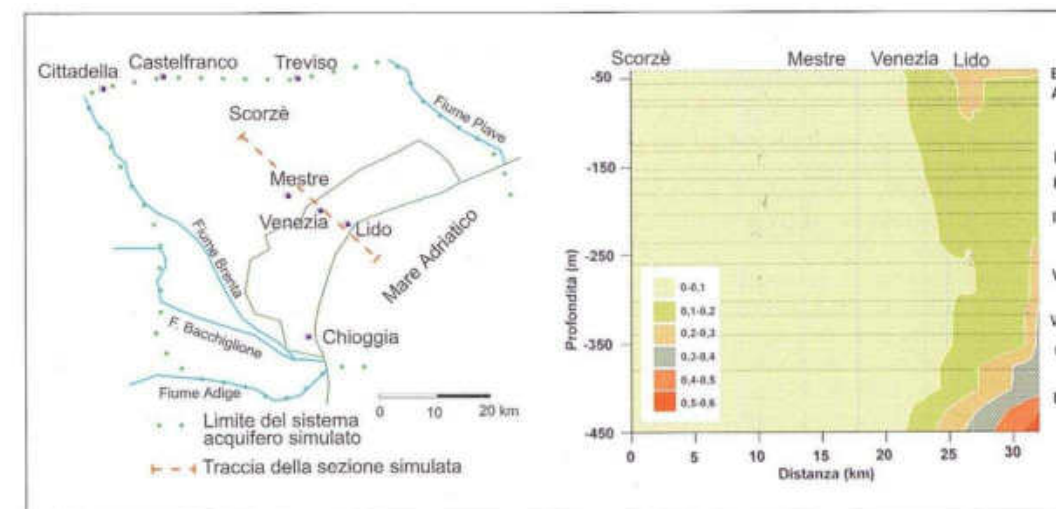 Cittadella
Castelfranco
Treviso
Scorzè
Fiume Piave
Mestre
Venezia
Lido
Fiume Brenta
Mare Adriatico
F. Bacchiglione
Chioggia
Fiume Adige
0 10 20 km
Limite del sistema
acquifero simulato
Traccia della sezione simulata
Scorzè Mestre Venezia Lido
Profondità (m)
-50
-150
-250
-350
-450
0-0,1
0,1-0,2
0,2-0,3
0,3-0,4
0,4-0,5
0,5-0,6
0 5 10 15 20 25 30
Distanza (km)